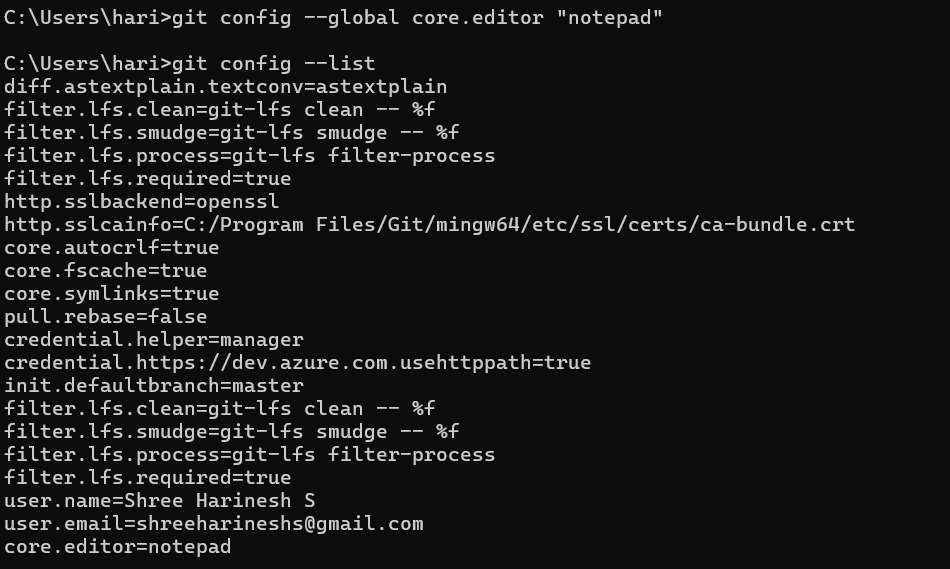 C:\Users\hari>git config --global core.editor "notepad"
C:\Users\hari>git config --list
diff.astextplain.textconv=astextplain
filter.lfs.clean=git-lfs clean -- %f
filter.lfs.smudge=git-lfs smudge -- %f
filter.lfs.process=git-lfs filter-process
filter.lfs.required=true
http.sslbackend=openssl
http.sslcainfo=C:/Program Files/Git/mingw64/etc/ssl/certs/ca-bundle.crt
core.autocrlf=true
core.fscache=true
core.symlinks=true
pull.rebase=false
credential.helper=manager
credential.https://dev.azure.com.usehttppath=true
init.defaultbranch=master
filter.lfs.clean=git-lfs clean -- %f
filter.lfs.smudge=git-lfs smudge -- %f
filter.lfs.process=git-lfs filter-process
filter.lfs.required=true
user.name=Shree Harinesh S
user.email=shreeharineshs@gmail.com
core.editor=notepad